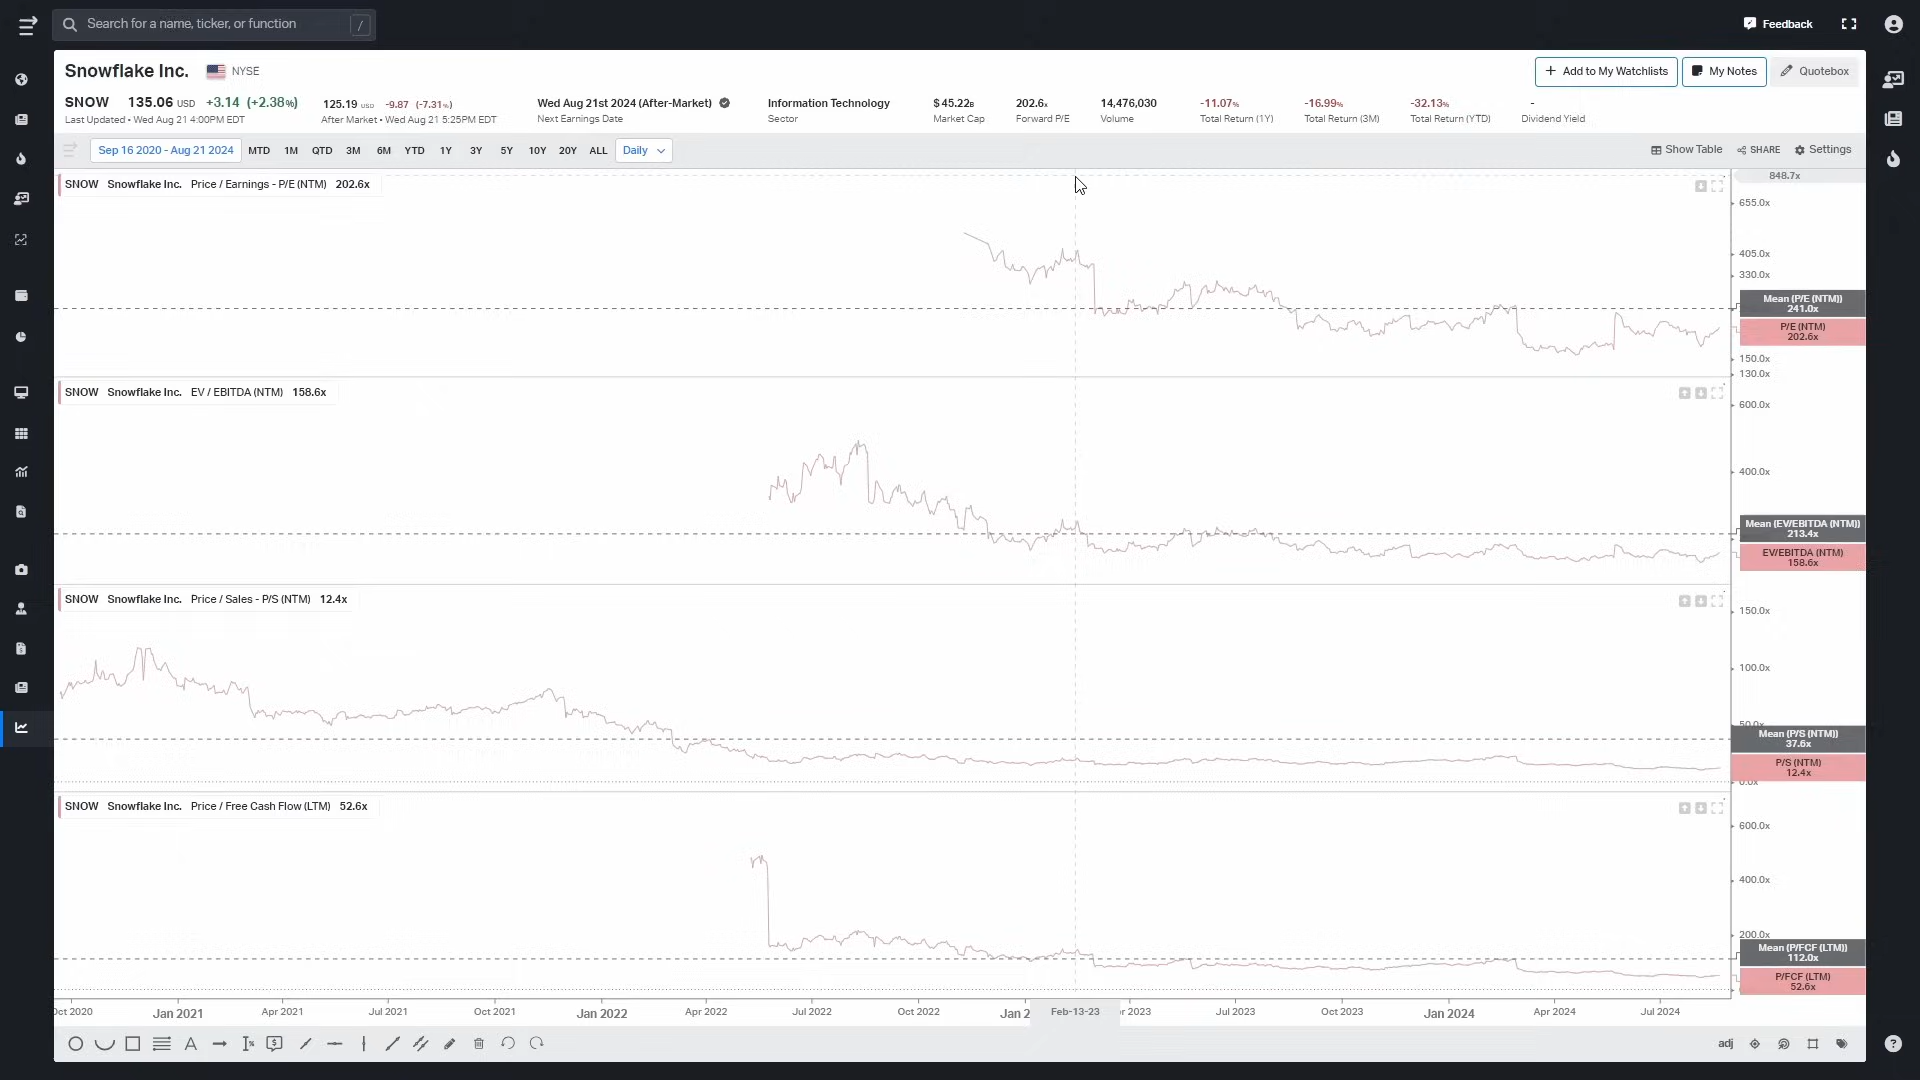 Search for a name, ticker, or function /
Feedback
Snowflake Inc. NYSE
+ Add to My Watchlists My Notes Quotebox
SNOW 135.06 USD +3.14 (+2.38%) 125.19 USD -9.87 (-7.31%) Wed Aug 21st 2024 (After-Market) Information Technology $45.22B 202.6x 14,476,030 -11.07% -16.99% -32.13% -
Last Updated • Wed Aug 21 4:00PM EDT After Market • Wed Aug 21 5:25PM EDT Next Earnings Date Sector Market Cap Forward P/E Volume Total Return (1Y) Total Return (3M) Total Return (YTD) Dividend Yield
Sep 16 2020 - Aug 21 2024 MTD 1M QTD 3M 6M YTD 1Y 3Y 5Y 10Y 20Y ALL Daily Show Table SHARE Settings
SNOW Snowflake Inc. Price / Earnings - P/E (NTM) 202.6x
848.7x
655.0x
405.0x
330.0x
Mean (P/E (NTM))
241.0x
P/E (NTM)
202.6x
150.0x
130.0x
SNOW Snowflake Inc. EV / EBITDA (NTM) 158.6x
600.0x
400.0x
Mean (EV/EBITDA (NTM))
213.4x
EV/EBITDA (NTM)
158.6x
SNOW Snowflake Inc. Price / Sales - P/S (NTM) 12.4x
150.0x
100.0x
50.0x
Mean (P/S (NTM))
37.6x
P/S (NTM)
12.4x
0.0x
SNOW Snowflake Inc. Price / Free Cash Flow (LTM) 52.6x
600.0x
400.0x
200.0x
Mean (P/FCF (LTM))
112.0x
P/FCF (LTM)
52.6x
Oct 2020 Jan 2021 Apr 2021 Jul 2021 Oct 2021 Jan 2022 Apr 2022 Jul 2022 Oct 2022 Jan 2 Feb-13-23 r 2023 Jul 2023 Oct 2023 Jan 2024 Apr 2024 Jul 2024
A adj